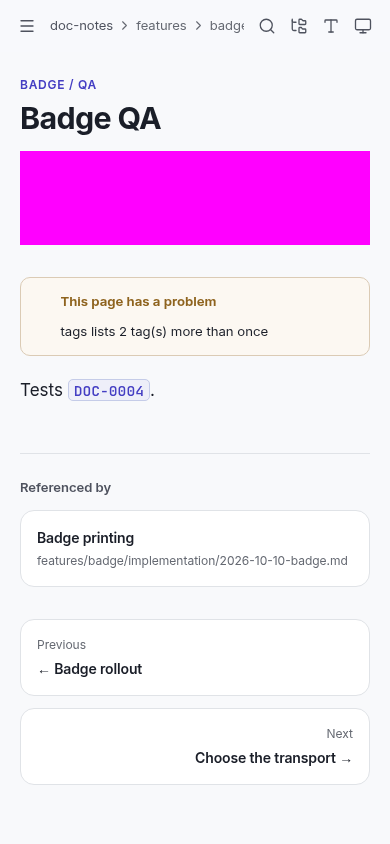 doc-notes > features > badge
BADGE / QA
Badge QA
This page has a problem
tags lists 2 tag(s) more than once
Tests DOC-0004.
Referenced by
Badge printing
features/badge/implementation/2026-10-10-badge.md
Previous
← Badge rollout
Next
Choose the transport →